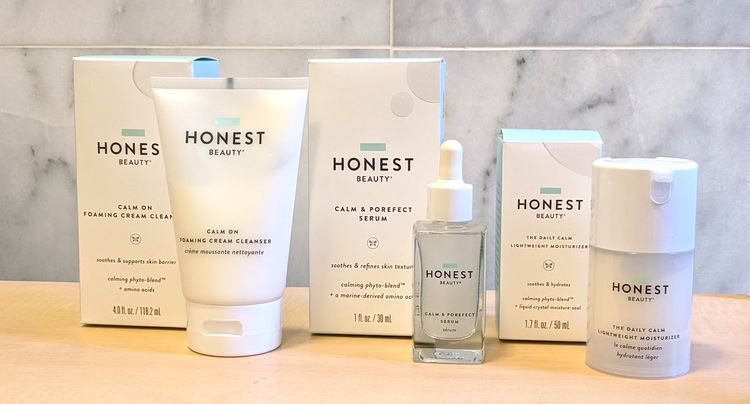 HONEST
BEAUTY®
CALM ON
FOAMING CREAM CLEAN
soothes & supports skin barrier
calming phyto-blend™
+ amino acids
4.0 fl. oz. / 118.2 mL
HONEST
BEAUTY®
CALM ON
FOAMING CREAM CLEANSER
crème moussante nettoyante
HONEST
BEAUTY®
CALM & POREFECT
SERUM
soothes & refines skin textur
calming phyto-blend™
+ a marine-derived amino ac
1 fl. oz. / 30 mL
HONEST
BEAUTY®
CALM & POREFECT
SERUM
sérum
HONEST
BEAUTY®
THE DAILY CALM
LIGHTWEIGHT MOISTURIZER
soothes & hydrates
calming phyto-blend™
+ liquid crystal moisture-seal
1.7 fl. oz. / 50 mL
HONEST
BEAUTY®
THE DAILY CALM
LIGHTWEIGHT MOISTURIZER
le calme quotidien
hydratant léger